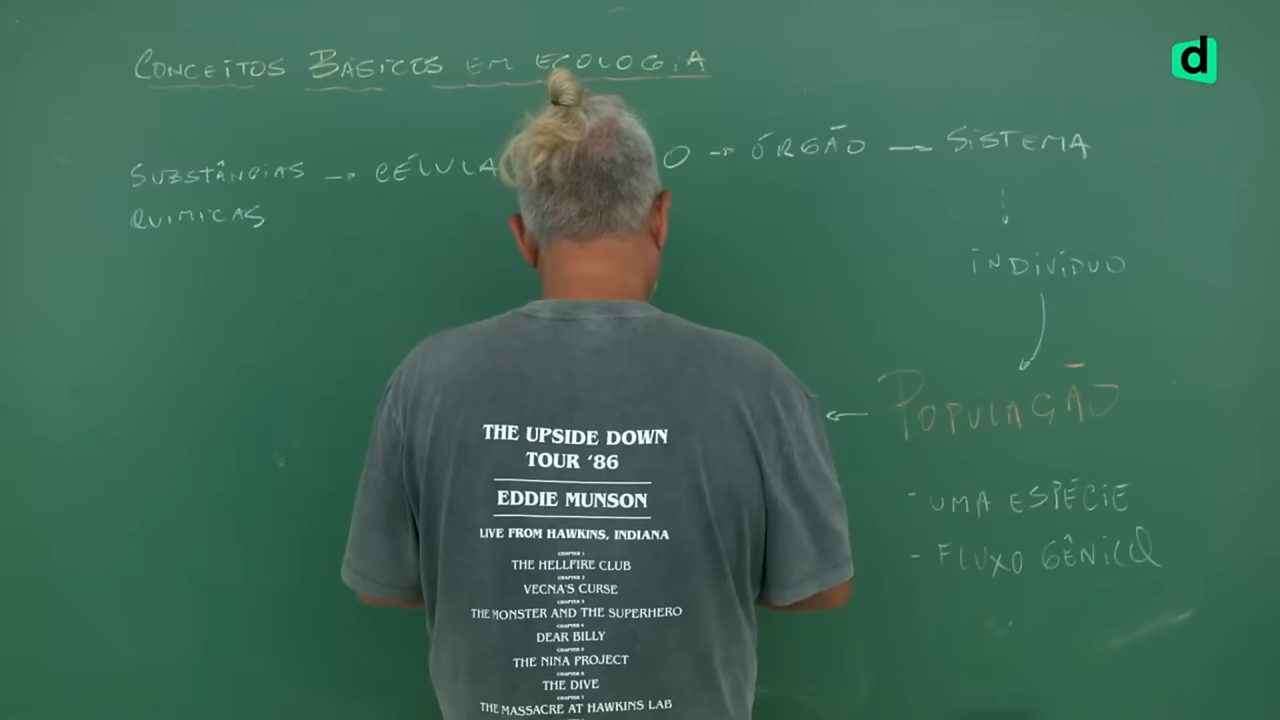 CONCEITOS BÁSICOS EM ECOLOGIA
d
SUBSTÂNCIAS → CÉLULA → ÓRGÃO → SISTEMA
QUÍMICAS
INDIVÍDUO
← POPULAÇÃO
- UMA ESPÉCIE
- FLUXO GÊNICO
THE UPSIDE DOWN
TOUR ‘86
EDDIE MUNSON
LIVE FROM HAWKINS, INDIANA
CHAPTER 1
THE HELLFIRE CLUB
CHAPTER 2
VECNA'S CURSE
CHAPTER 3
THE MONSTER AND THE SUPERHERO
CHAPTER 4
DEAR BILLY
CHAPTER 5
THE NINA PROJECT
CHAPTER 6
THE DIVE
CHAPTER 7
THE MASSACRE AT HAWKINS LAB